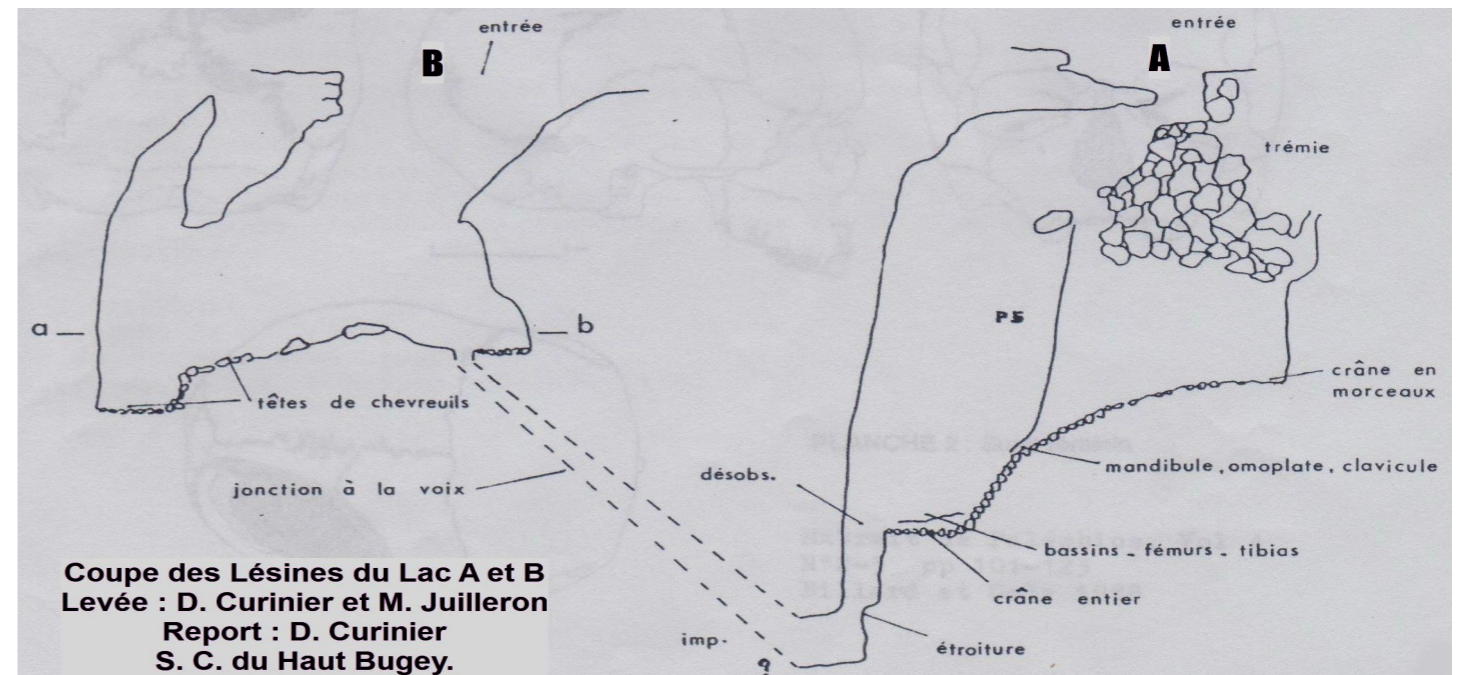 entrée
B
entrée
A
trémie
a
b
P5
crâne en
morceaux
têtes de chevreuils
mandibule, omoplate, clavicule
désobs.
jonction à la voix
bassins - fémurs - tibias
crâne entier
imp.
étroiture
?
Coupe des Lésines du Lac A et B
Levée : D. Curinier et M. Juilleron
Report : D. Curinier
S. C. du Haut Bugey.
PLANCHE 2